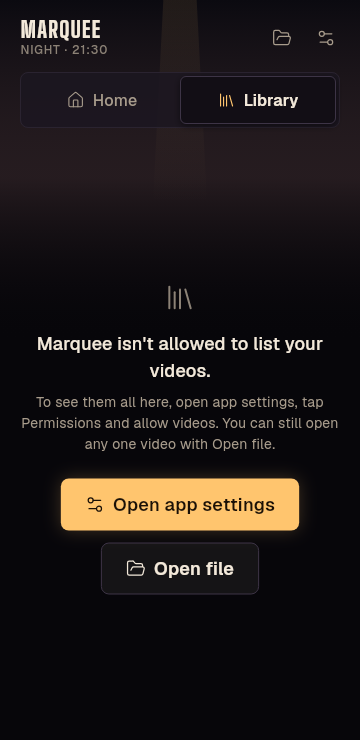 MARQUEE
NIGHT · 21:30
Home
Library
Marquee isn't allowed to list your
videos.
To see them all here, open app settings, tap
Permissions and allow videos. You can still open
any one video with Open file.
Open app settings
Open file